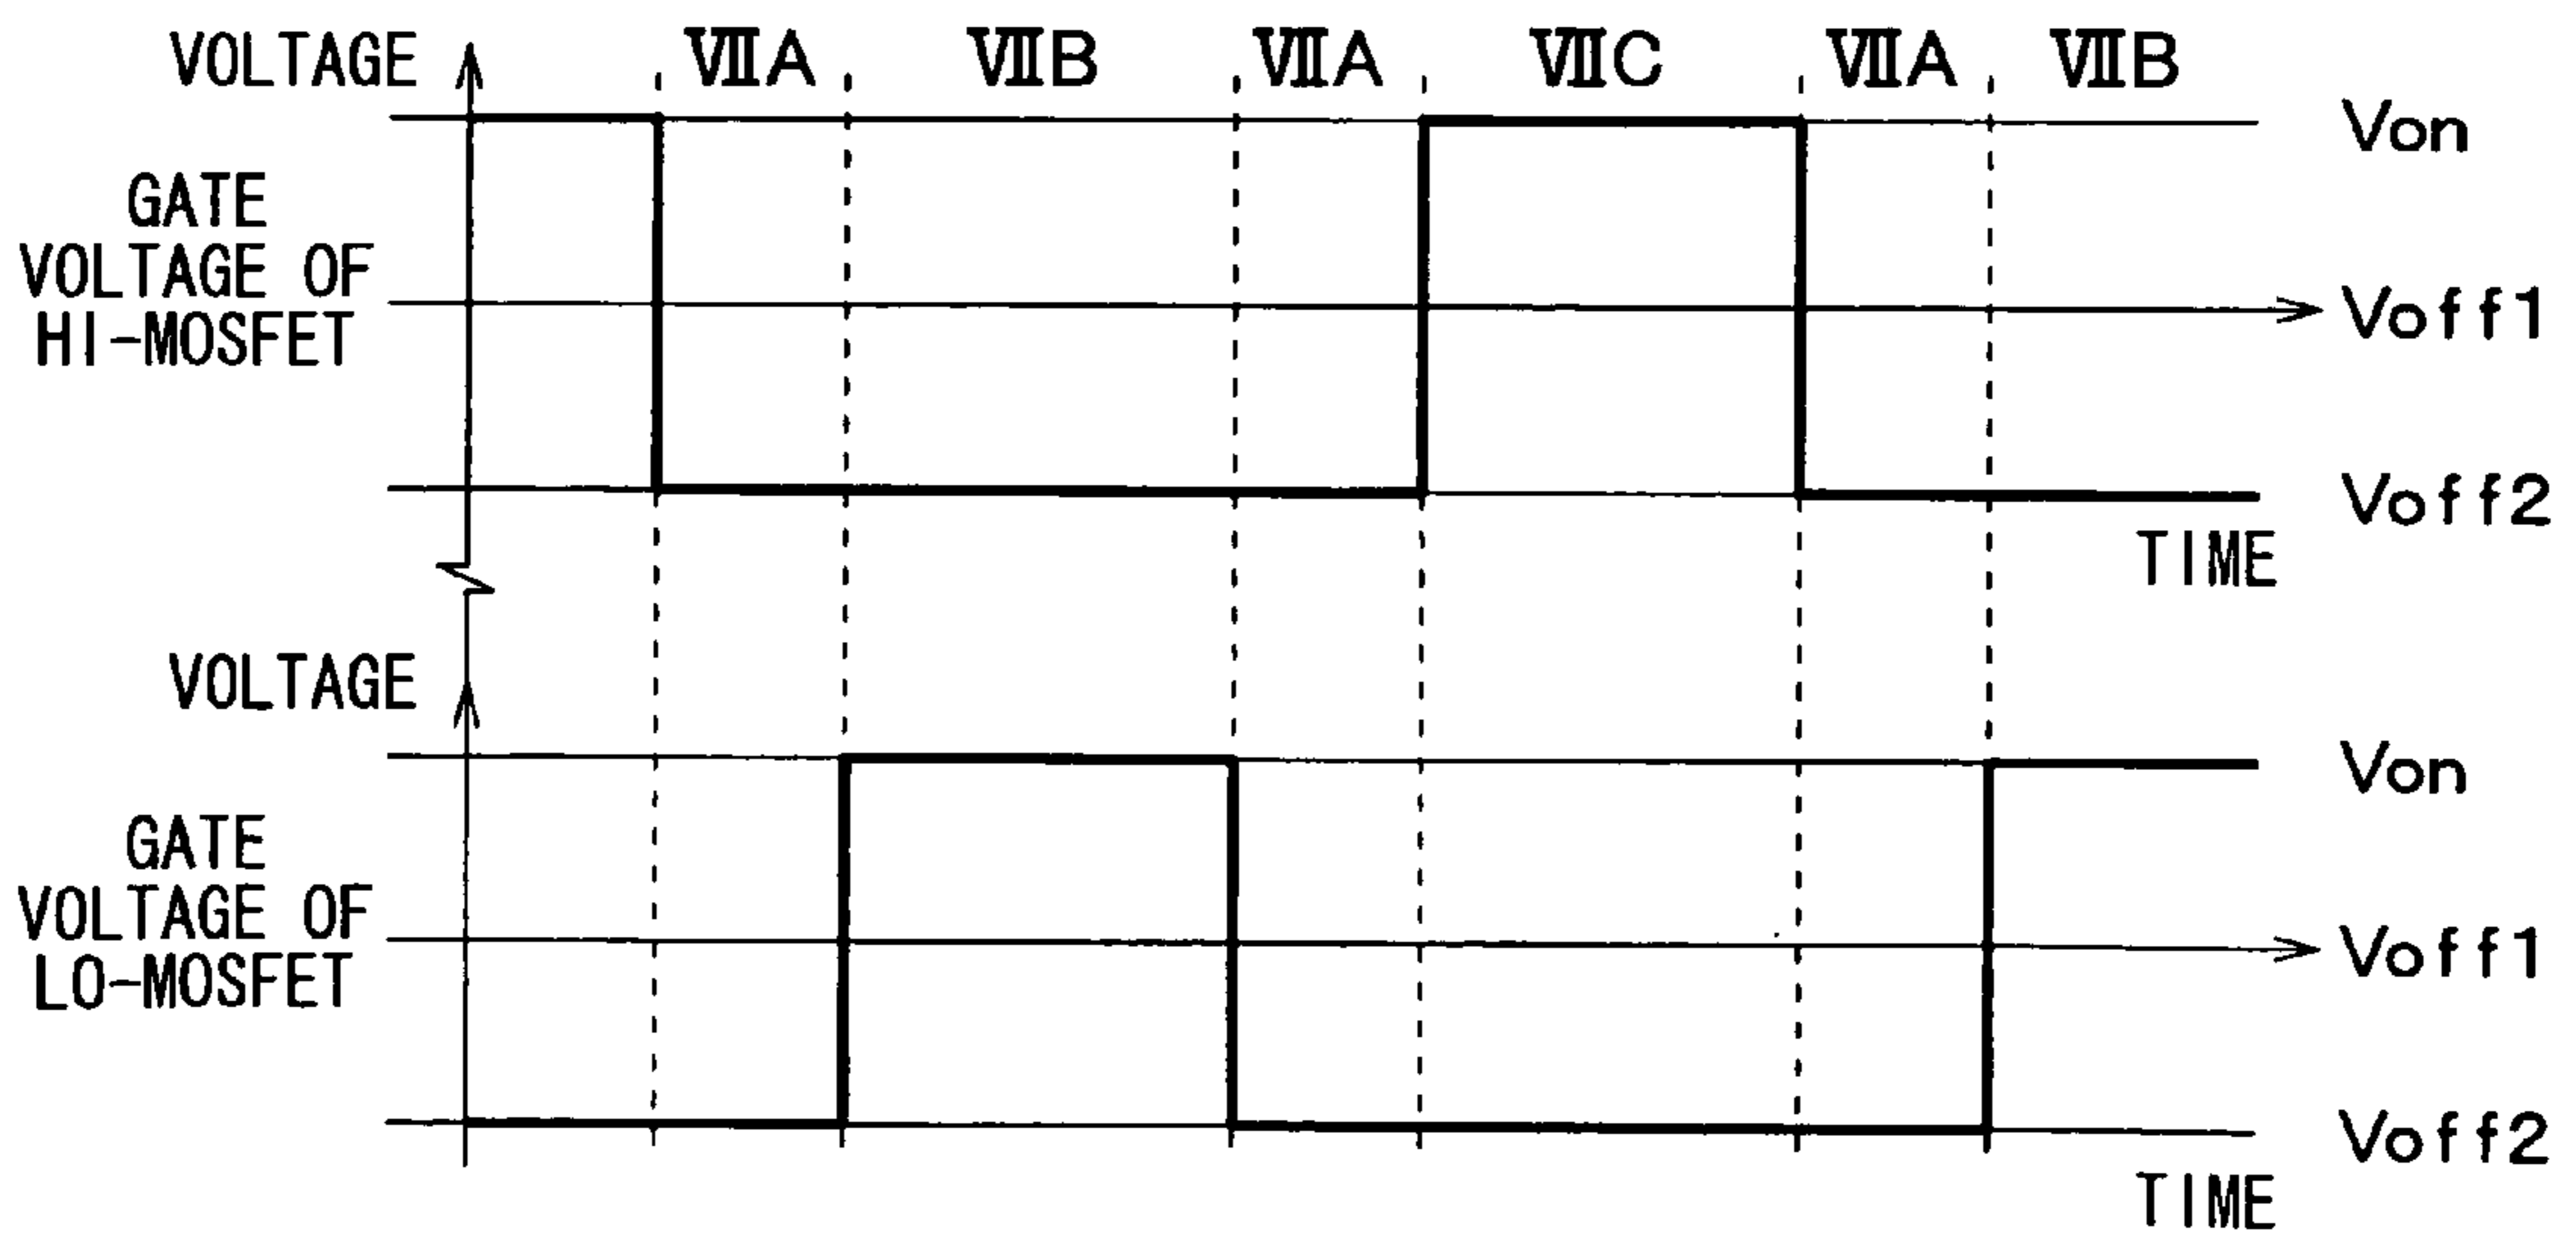 VOLTAGE ⅦA ⅦB ⅦA ⅦC ⅦA ⅦB
Von
GATE
VOLTAGE OF
HI-MOSFET
Voff1
Voff2
TIME
VOLTAGE
Von
GATE
VOLTAGE OF
LO-MOSFET
Voff1
Voff2
TIME